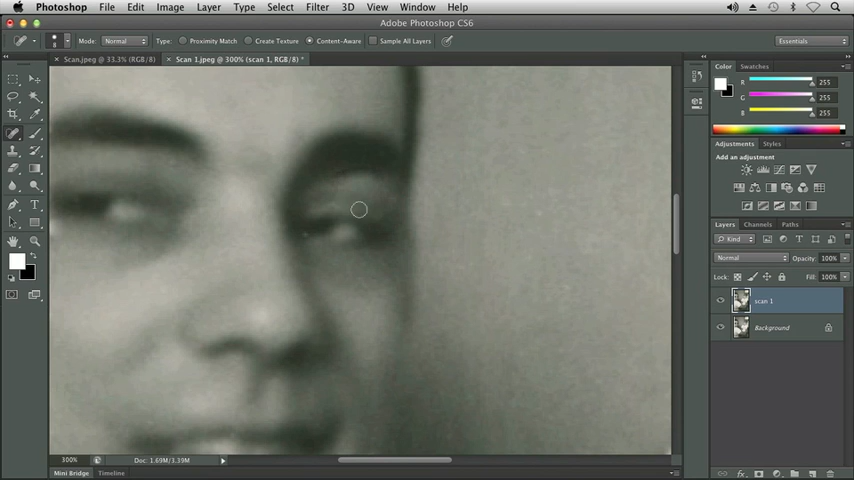 Photoshop File Edit Image Layer Type Select Filter 3D View Window Help
Adobe Photoshop CS6
8 Mode: Normal Type: Proximity Match Create Texture Content-Aware Sample All Layers Essentials
× Scan.jpeg @ 33.3% (RGB/8) × Scan 1.jpeg @ 300% (scan 1, RGB/8) *
Color Swatches
R 255
G 255
B 255
Adjustments Styles
Add an adjustment
Layers Channels Paths
Kind
Normal Opacity: 100%
Lock: Fill: 100%
scan 1
Background
300% Doc: 1.69M/3.39M
Mini Bridge Timeline